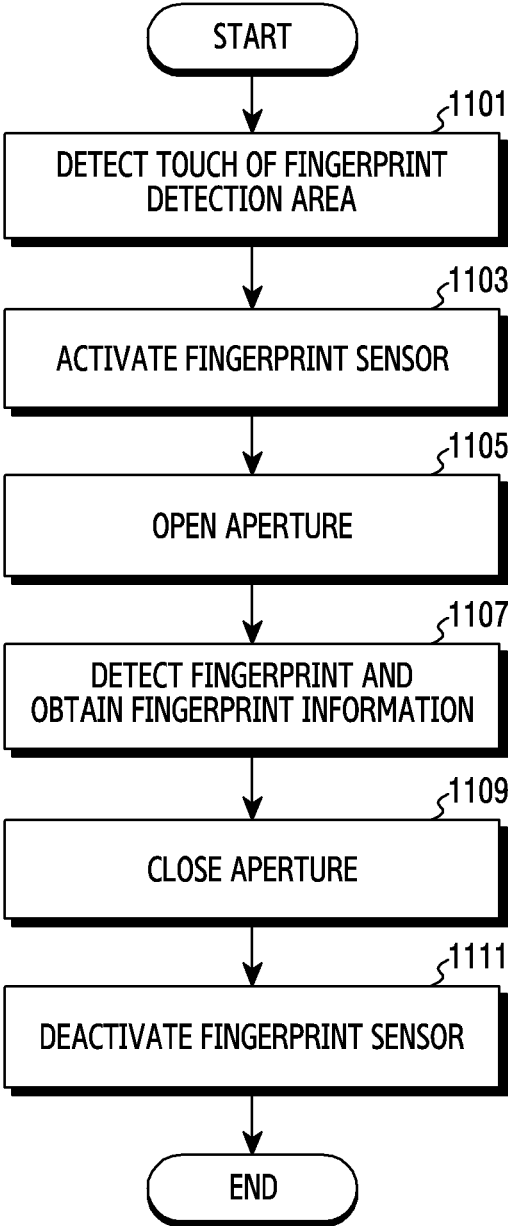 START
1101
DETECT TOUCH OF FINGERPRINT
DETECTION AREA
1103
ACTIVATE FINGERPRINT SENSOR
1105
OPEN APERTURE
1107
DETECT FINGERPRINT AND
OBTAIN FINGERPRINT INFORMATION
1109
CLOSE APERTURE
1111
DEACTIVATE FINGERPRINT SENSOR
END